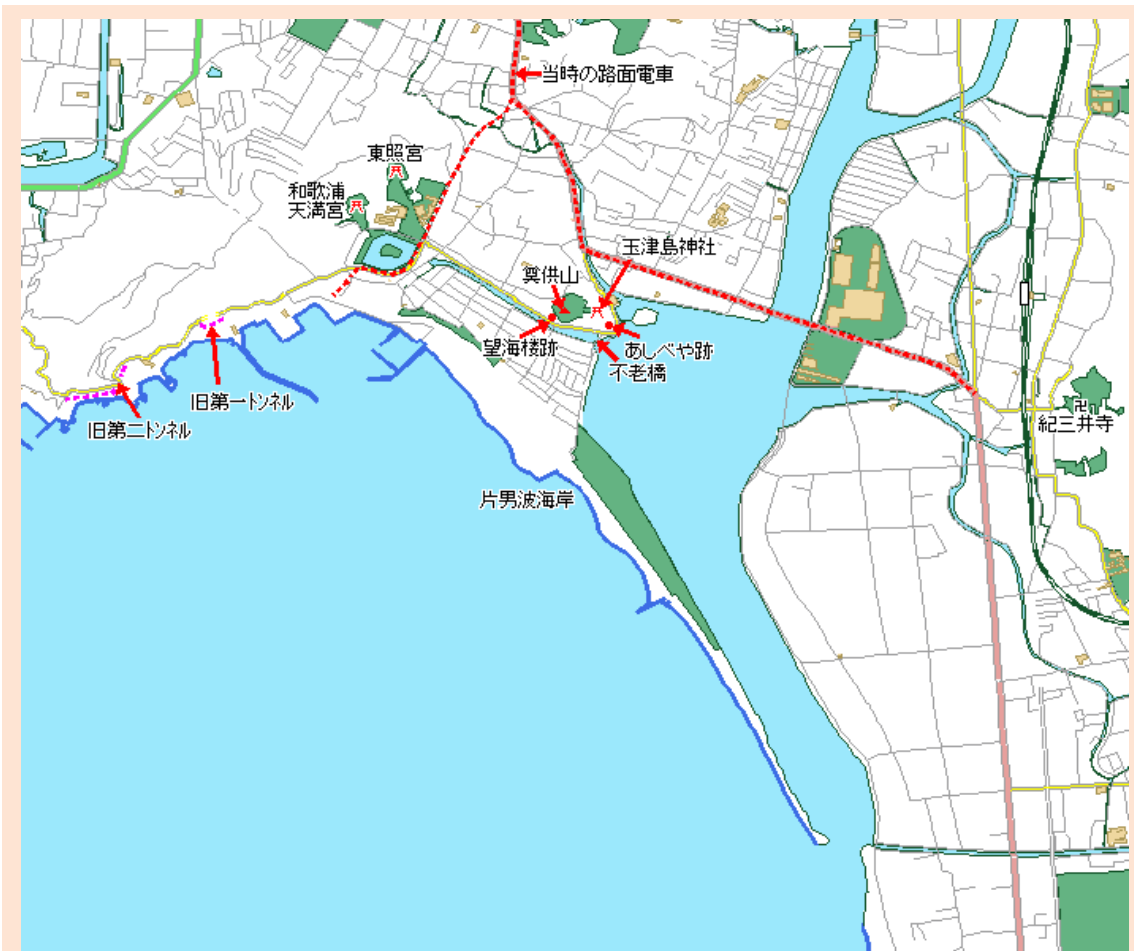 当時の路面電車
東照宮
和歌浦
天満宮
玉津島神社
奠供山
望海楼跡
あしべや跡
不老橋
旧第一トンネル
旧第二トンネル
紀三井寺
片男波海岸